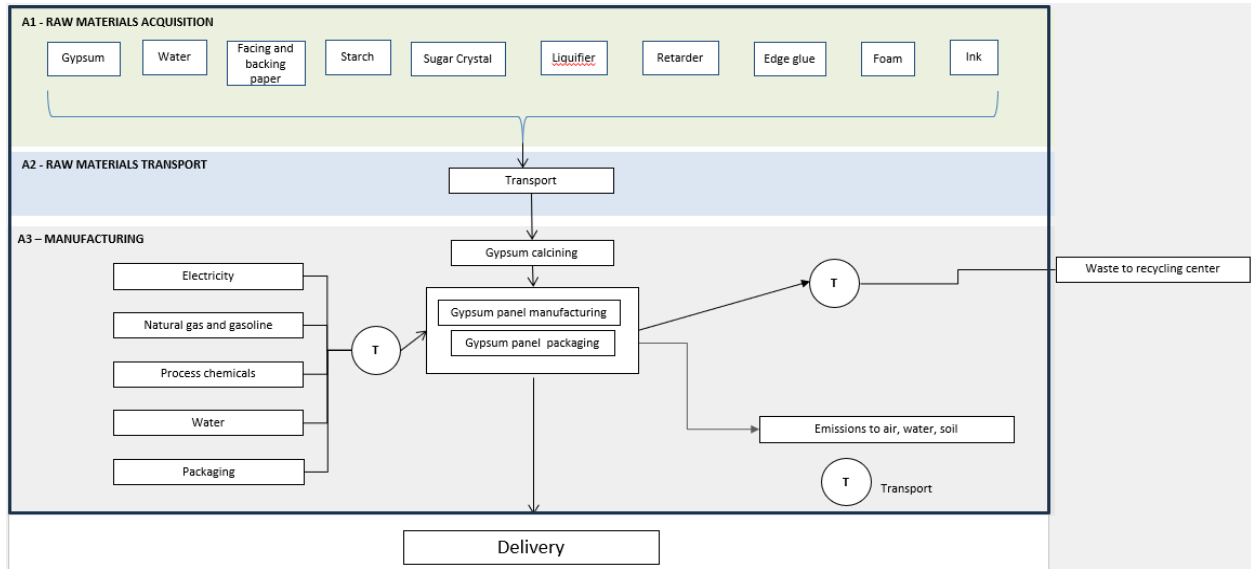 A1 - RAW MATERIALS ACQUISITION
Gypsum
Water
Facing and
backing
paper
Starch
Sugar Crystal
Liquifier
Retarder
Edge glue
Foam
Ink
A2 - RAW MATERIALS TRANSPORT
Transport
A3 – MANUFACTURING
Gypsum calcining
Electricity
Natural gas and gasoline
Process chemicals
Water
Packaging
T
Gypsum panel manufacturing
Gypsum panel  packaging
T
Waste to recycling center
Emissions to air, water, soil
T
Transport
Delivery